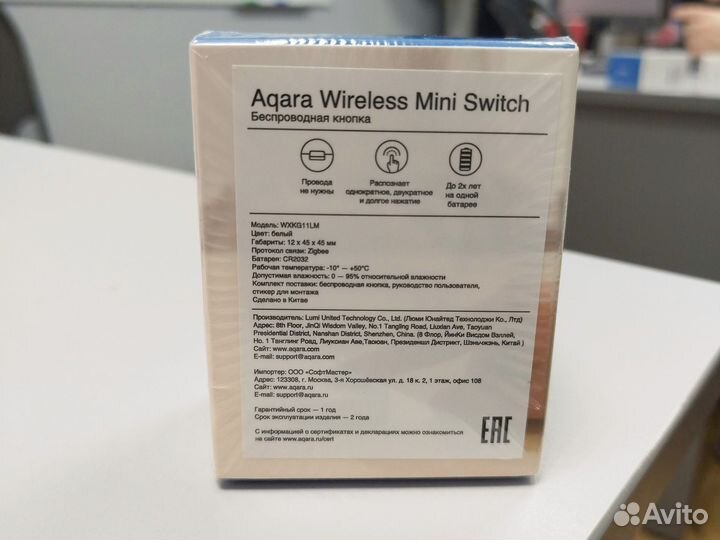 Aqara Wireless Mini Switch
Беспроводная кнопка
Провода
не нужны
Распознает
однократное, двукратное
и долгое нажатие
До 2х лет
на одной
батарее
Модель: WXKG11LM
Цвет: белый
Габариты: 12 x 45 x 45 мм
Протокол связи: Zigbee
Батарея: CR2032
Рабочая температура: -10° — +50°C
Допустимая влажность: 0 — 95% относительной влажности
Комплект поставки: беспроводная кнопка, руководство пользователя,
стикер для монтажа
Сделано в Китае
Производитель: Lumi United Technology Co., Ltd. (Люми Юнайтед Технолоджи Ко., Лтд)
Адрес: 8th Floor, JinQi Wisdom Valley, No.1 Tangling Road, Liuxian Ave, Taoyuan
Presidential District, Nanshan District, Shenzhen, China. (8 Флор, ЙинКи Висдом Валлей,
Но. 1 Танглинг Роад, Лиуксиан Аве,Таоюан, Президеншл Дистрикт, Шэньчжэнь, Китай )
Сайт: www.aqara.com
E-mail: support@aqara.com
Импортер: ООО «СофтМастер»
Адрес: 123308, г. Москва, 3-я Хорошёвская ул. д. 18 к. 2, 1 этаж, офис 108
Сайт: www.aqara.ru
E-mail: support@aqara.ru
Гарантийный срок — 1 год
Срок эксплуатации изделия — 2 года
С информацией о сертификатах и декларациях можно ознакомиться
на сайте www.aqara.ru/cert
EAC
Avito